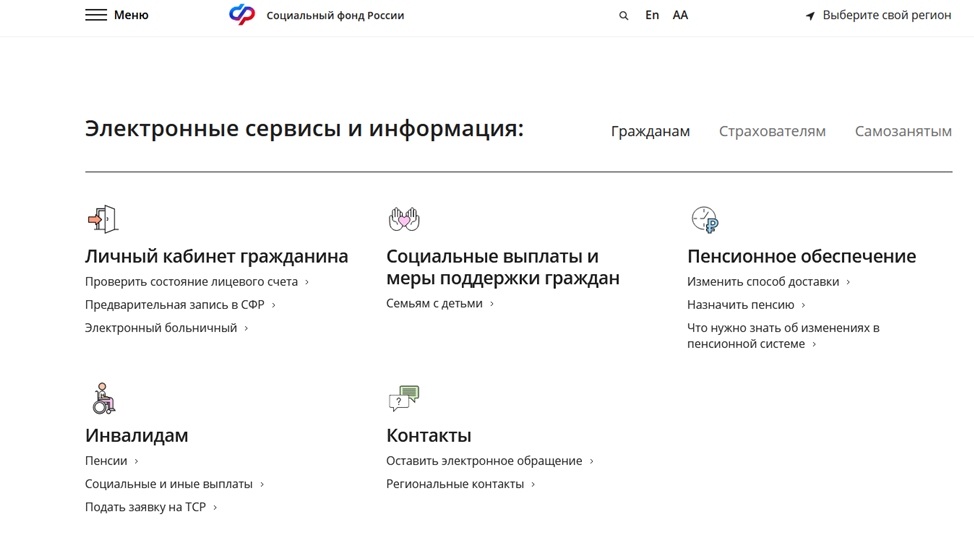 Меню
Социальный фонд России
En
AA
Выберите свой регион
Электронные сервисы и информация:
Гражданам
Страхователям
Самозанятым
Личный кабинет гражданина
Проверить состояние лицевого счета
Предварительная запись в СФР
Электронный больничный
Социальные выплаты и
меры поддержки граждан
Семьям с детьми
Пенсионное обеспечение
Изменить способ доставки
Назначить пенсию
Что нужно знать об изменениях в
пенсионной системе
Инвалидам
Пенсии
Социальные и иные выплаты
Подать заявку на ТСР
?
Контакты
Оставить электронное обращение
Региональные контакты